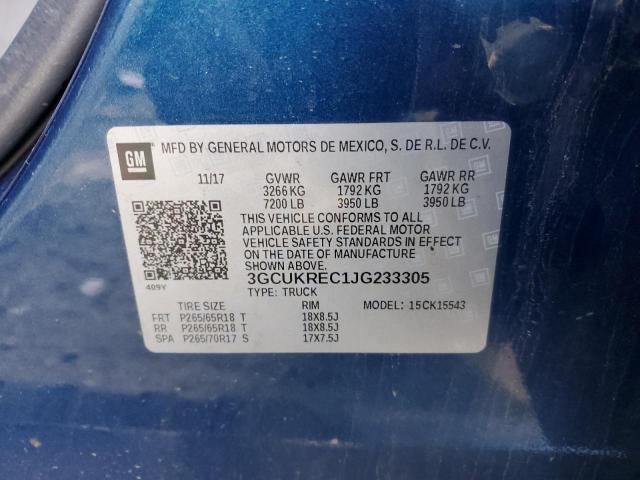 GM
MFD BY GENERAL MOTORS DE MEXICO, S. DE R.L. DE C.V.
11/17 GVWR GAWR FRT GAWR RR
3266 KG 1792 KG 1792 KG
7200 LB 3950 LB 3950 LB
THIS VEHICLE CONFORMS TO ALL
APPLICABLE U.S. FEDERAL MOTOR
VEHICLE SAFETY STANDARDS IN EFFECT
ON THE DATE OF MANUFACTURE
SHOWN ABOVE.
409Y 3GCUKREC1JG233305
TYPE: TRUCK
TIRE SIZE RIM MODEL: 15CK15543
FRT P265/65R18 T 18X8.5J
RR P265/65R18 T 18X8.5J
SPA P265/70R17 S 17X7.5J